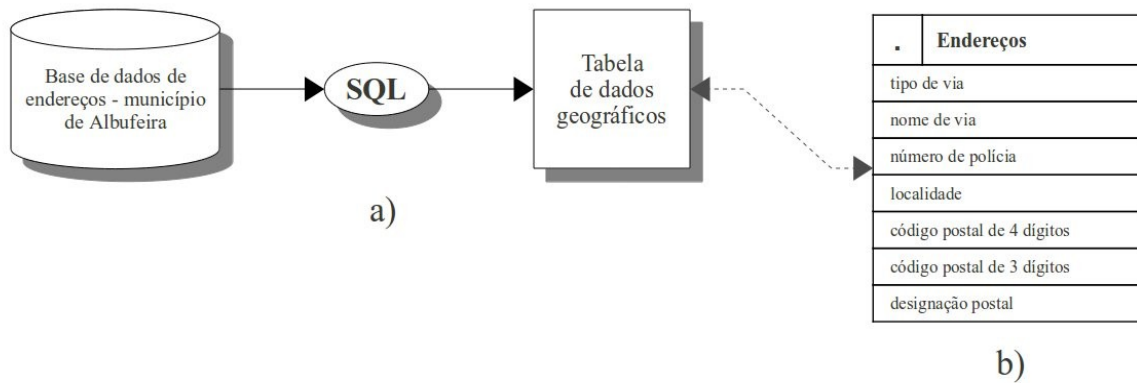 Base de dados de
endereços - município
de Albufeira
SQL
Tabela
de dados
geográficos
a)
. Endereços
tipo de via
nome de via
número de polícia
localidade
código postal de 4 dígitos
código postal de 3 dígitos
designação postal
b)